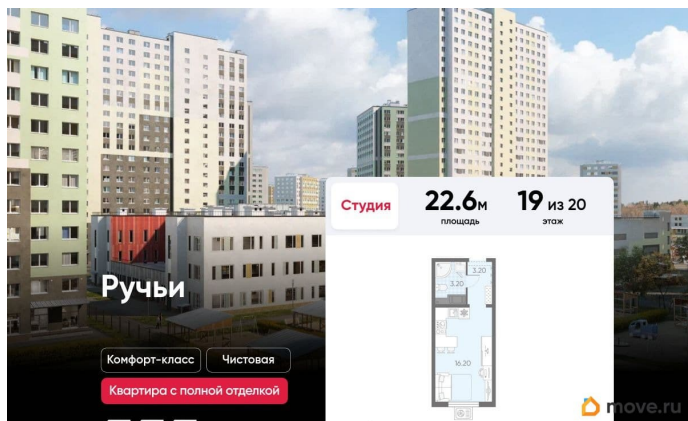 Студия
22.6м
площадь
19 из 20
этаж
3.20
3.20
16.20
Ручьи
Комфорт-класс
Чистовая
Квартира с полной отделкой
move.ru